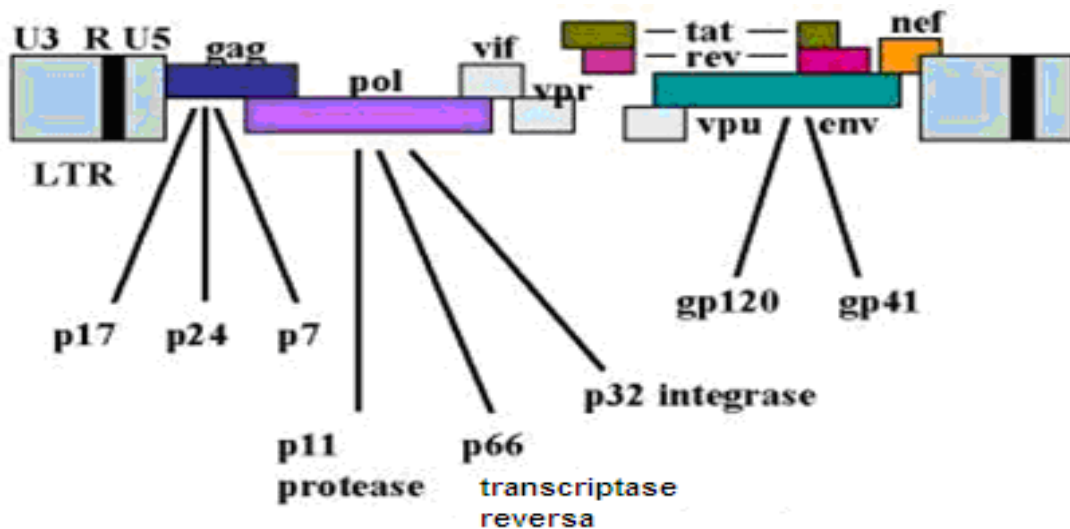 U3 R U5
gag
pol
vif
vpr
tat
rev
nef
vpu
env
LTR
p17
p24
p7
gp120
gp41
p11
protease
p66
transcriptase
reversa
p32 integrase